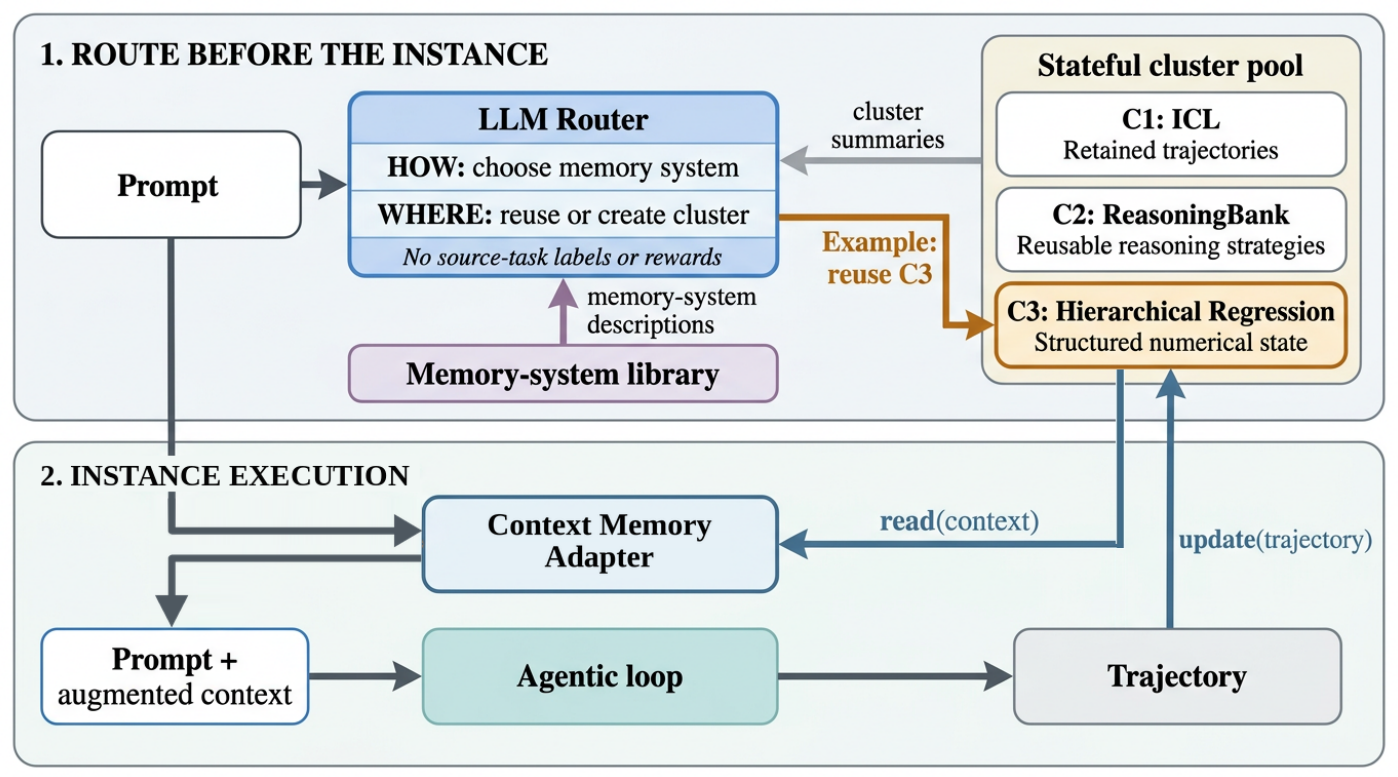 1. ROUTE BEFORE THE INSTANCE
Prompt
LLM Router
HOW: choose memory system
WHERE: reuse or create cluster
No source-task labels or rewards
memory-system
descriptions
Memory-system library
cluster
summaries
Example:
reuse C3
Stateful cluster pool
C1: ICL
Retained trajectories
C2: ReasoningBank
Reusable reasoning strategies
C3: Hierarchical Regression
Structured numerical state
2. INSTANCE EXECUTION
Context Memory
Adapter
read(context)
update(trajectory)
Prompt +
augmented context
Agentic loop
Trajectory